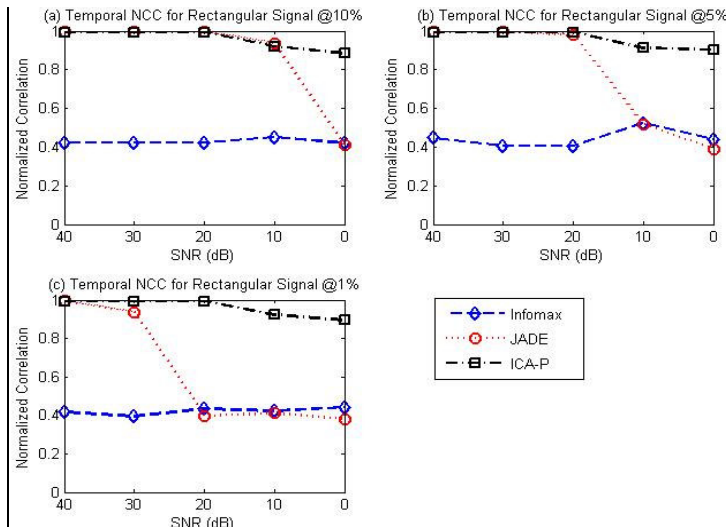 (a) Temporal NCC for Rectangular Signal @10%
Normalized Correlation
1
0.8
0.6
0.4
0.2
0
40 30 20 10 0
SNR (dB)
(b) Temporal NCC for Rectangular Signal @5%
Normalized Correlation
1
0.8
0.6
0.4
0.2
0
40 30 20 10 0
SNR (dB)
(c) Temporal NCC for Rectangular Signal @1%
Normalized Correlation
1
0.8
0.6
0.4
0.2
0
40 30 20 10 0
SNR (dB)
Infomax
JADE
ICA-P